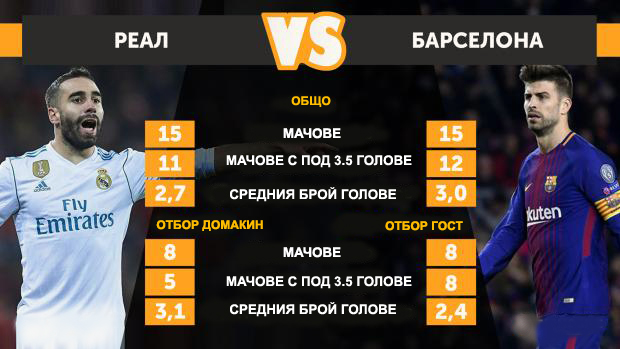 РЕАЛ VS БАРСЕЛОНА
ОБЩО
15 МАЧОВЕ 15
11 МАЧОВЕ С ПОД 3.5 ГОЛОВЕ 12
2,7 СРЕДНИЯ БРОЙ ГОЛОВЕ 3,0
ОТБОР ДОМАКИН ОТБОР ГОСТ
8 МАЧОВЕ 8
5 МАЧОВЕ С ПОД 3.5 ГОЛОВЕ 8
3,1 СРЕДНИЯ БРОЙ ГОЛОВЕ 2,4
Fly
Emirates
Rakuten